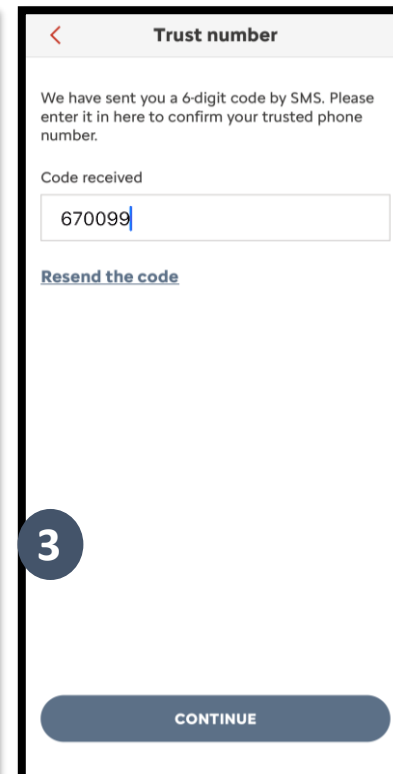 Trust number
We have sent you a 6-digit code by SMS. Please
enter it in here to confirm your trusted phone
number.
Code received
670099
Resend the code
3
CONTINUE